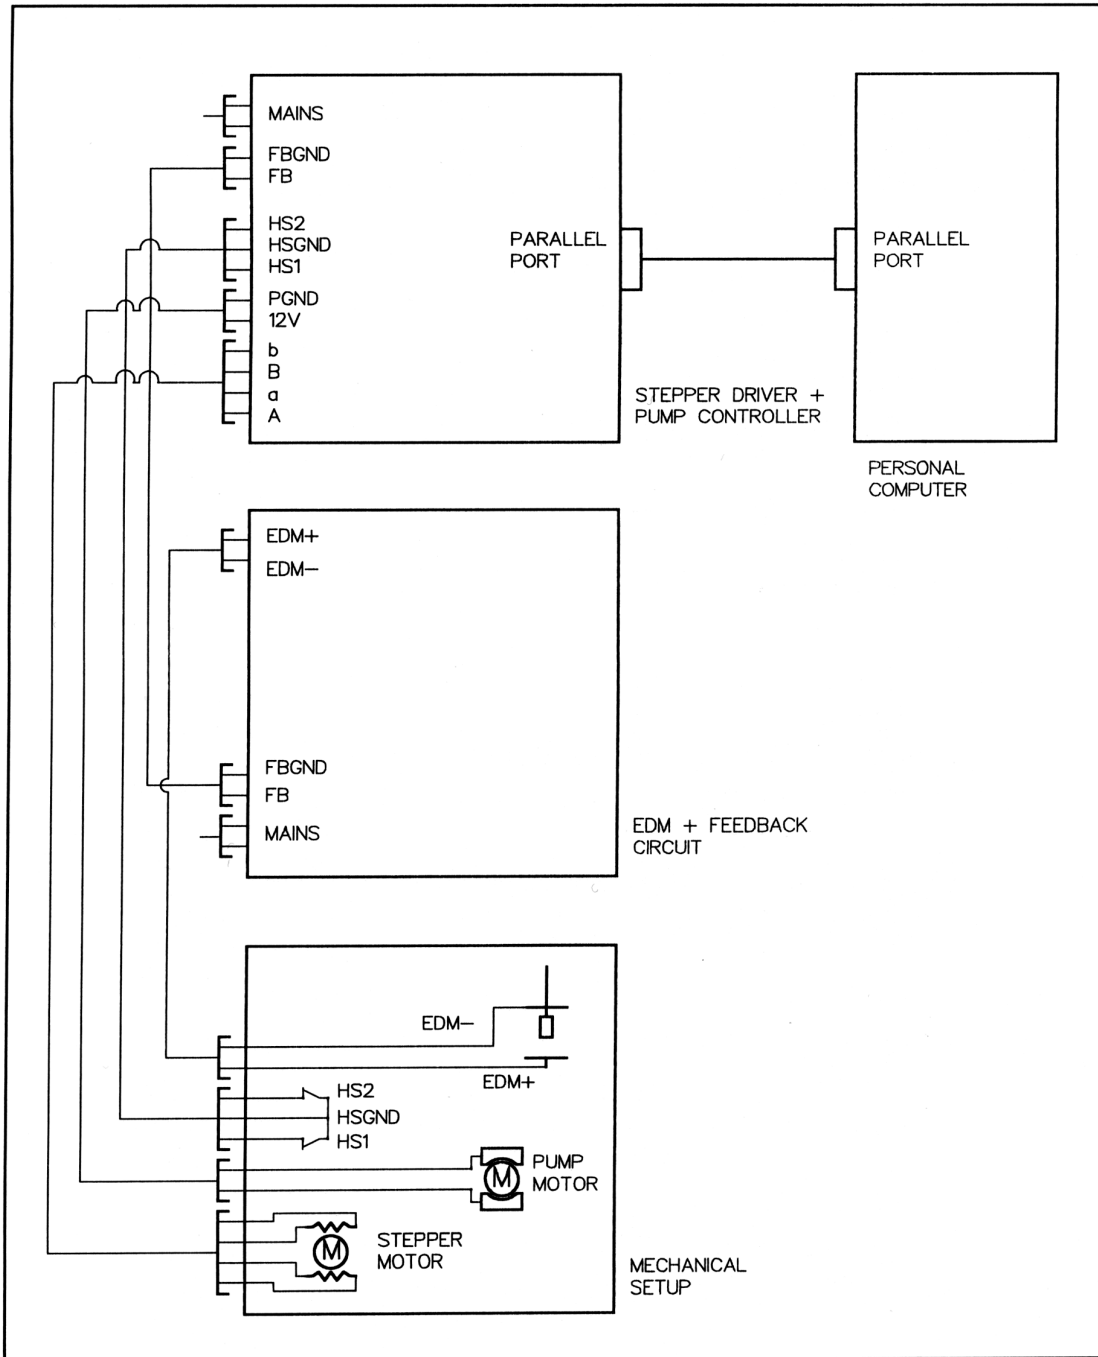 MAINS
FBGND
FB
HS2
HSGND
HS1
PGND
12V
b
B
a
A
PARALLEL
PORT
STEPPER DRIVER +
PUMP CONTROLLER
PARALLEL
PORT
PERSONAL
COMPUTER
EDM+
EDM-
FBGND
FB
MAINS
EDM + FEEDBACK
CIRCUIT
EDM-
EDM+
HS2
HSGND
HS1
M
PUMP
MOTOR
M
STEPPER
MOTOR
MECHANICAL
SETUP